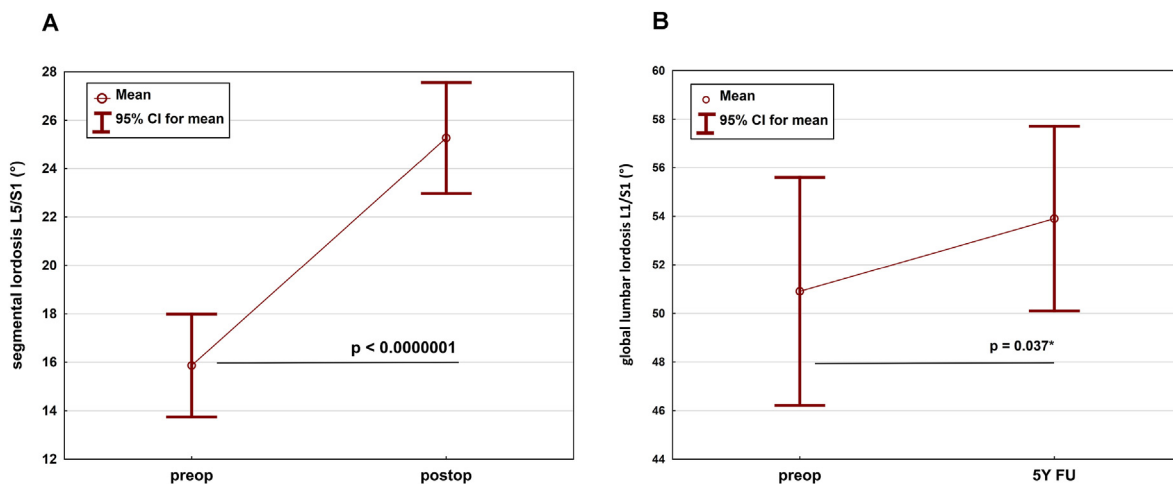 A
segmental lordosis L5/S1 (°)
28
26
24
22
20
18
16
14
12
Mean
95% CI for mean
p < 0.0000001
preop
postop
B
global lumbar lordosis L1/S1 (°)
60
58
56
54
52
50
48
46
44
Mean
95% CI for mean
p = 0.037*
preop
5Y FU